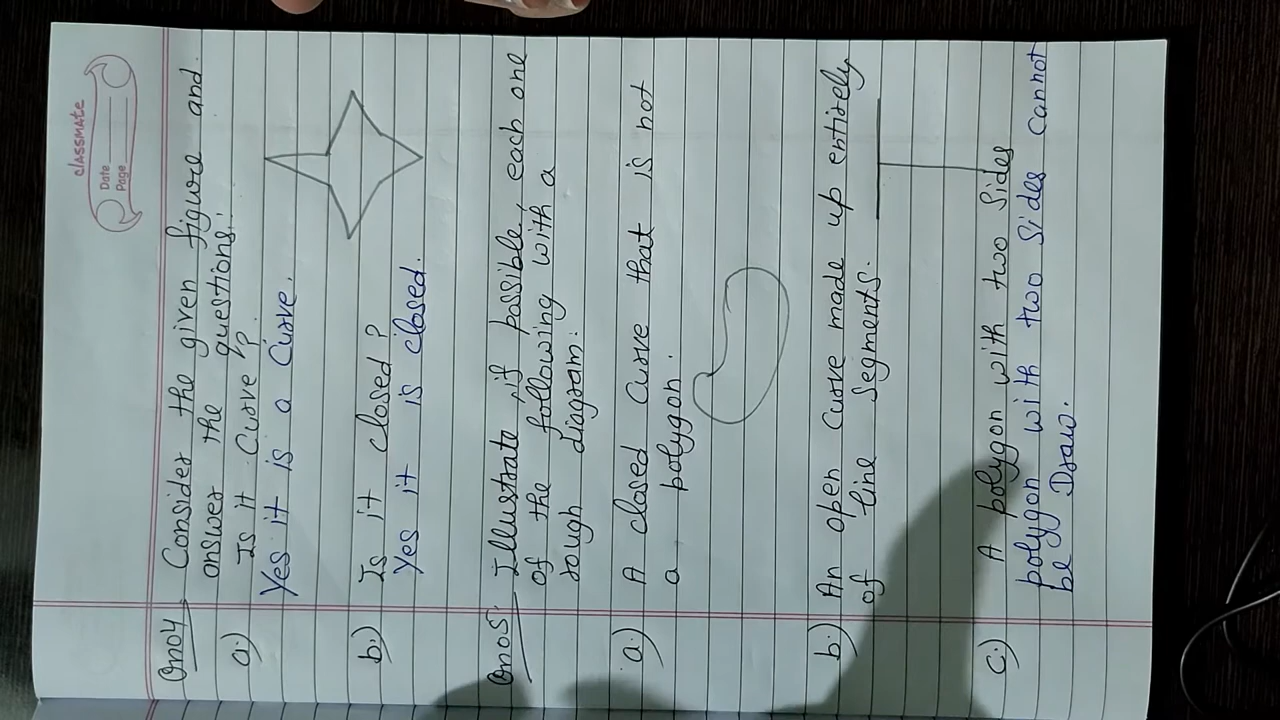 classmate
Date
Page
Qno4 Consider the given figure and
answer the questions:
a.) Is it Curve?
Yes it is a Curve.
b.) Is it closed?
Yes it is closed.
Qno5. Illustrate, if possible, each one
of the following with a
rough diagram:
a.) A closed Curve that is not
a polygon.
b.) An open Curve made up entirely
of line segments.
c.) A polygon with two sides
polygon with two sides cannot
be Draw.